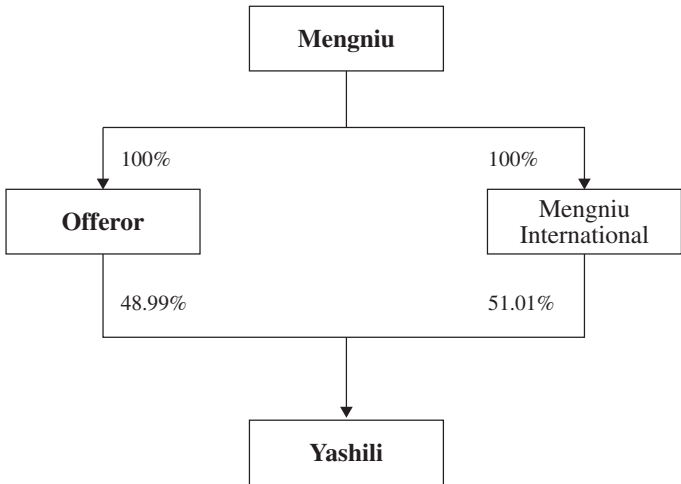 Mengniu
100%
100%
Offeror
Mengniu
International
48.99%
51.01%
Yashili